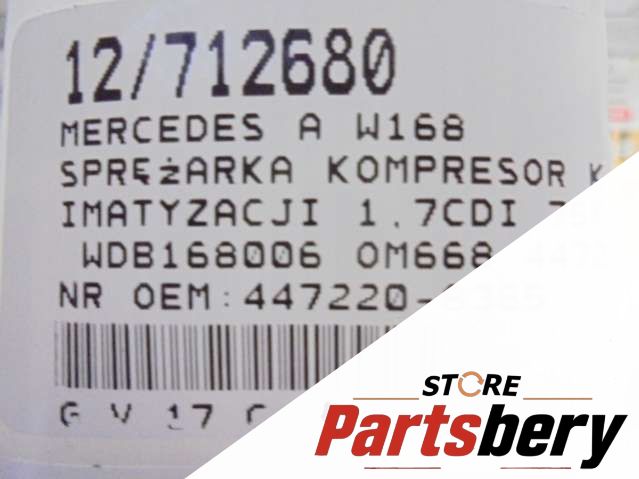 12/712680
MERCEDES A W168
SPRĘŻARKA KOMPRESOR K
IMATYZACJI 1.7CDI
WDB168006 OM668
NR OEM:447220-
STORE
Partsbery